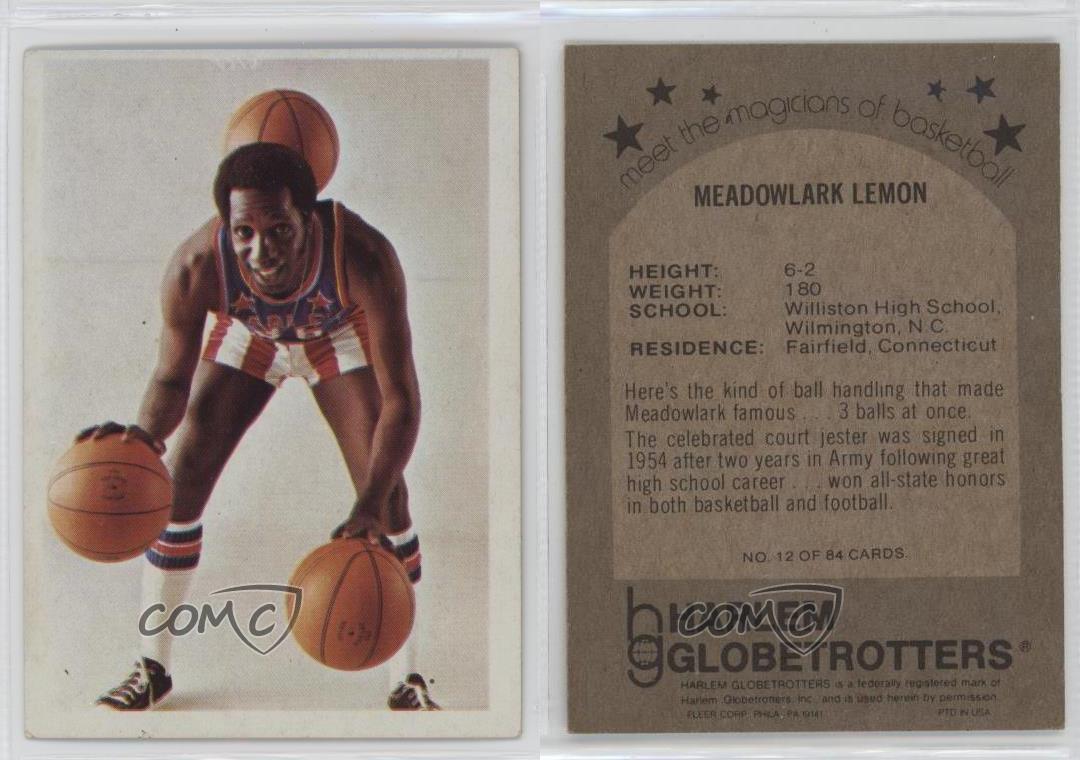 COMC
meet the magicians of basketball
MEADOWLARK LEMON
HEIGHT: 6-2
WEIGHT: 180
SCHOOL: Williston High School,
Wilmington, N.C.
RESIDENCE: Fairfield, Connecticut
Here's the kind of ball handling that made
Meadowlark famous . . . 3 balls at once.
The celebrated court jester was signed in
1954 after two years in Army following great
high school career . . . won all-state honors
in both basketball and football.
NO. 12 OF 84 CARDS.
hg HARLEM
GLOBETROTTERS®
COMC
HARLEM GLOBETROTTERS is a federally registered mark of
Harlem Globetrotters, Inc., and is used herein by permission.
FLEER CORP. PHILA., PA 19141 PTD IN USA